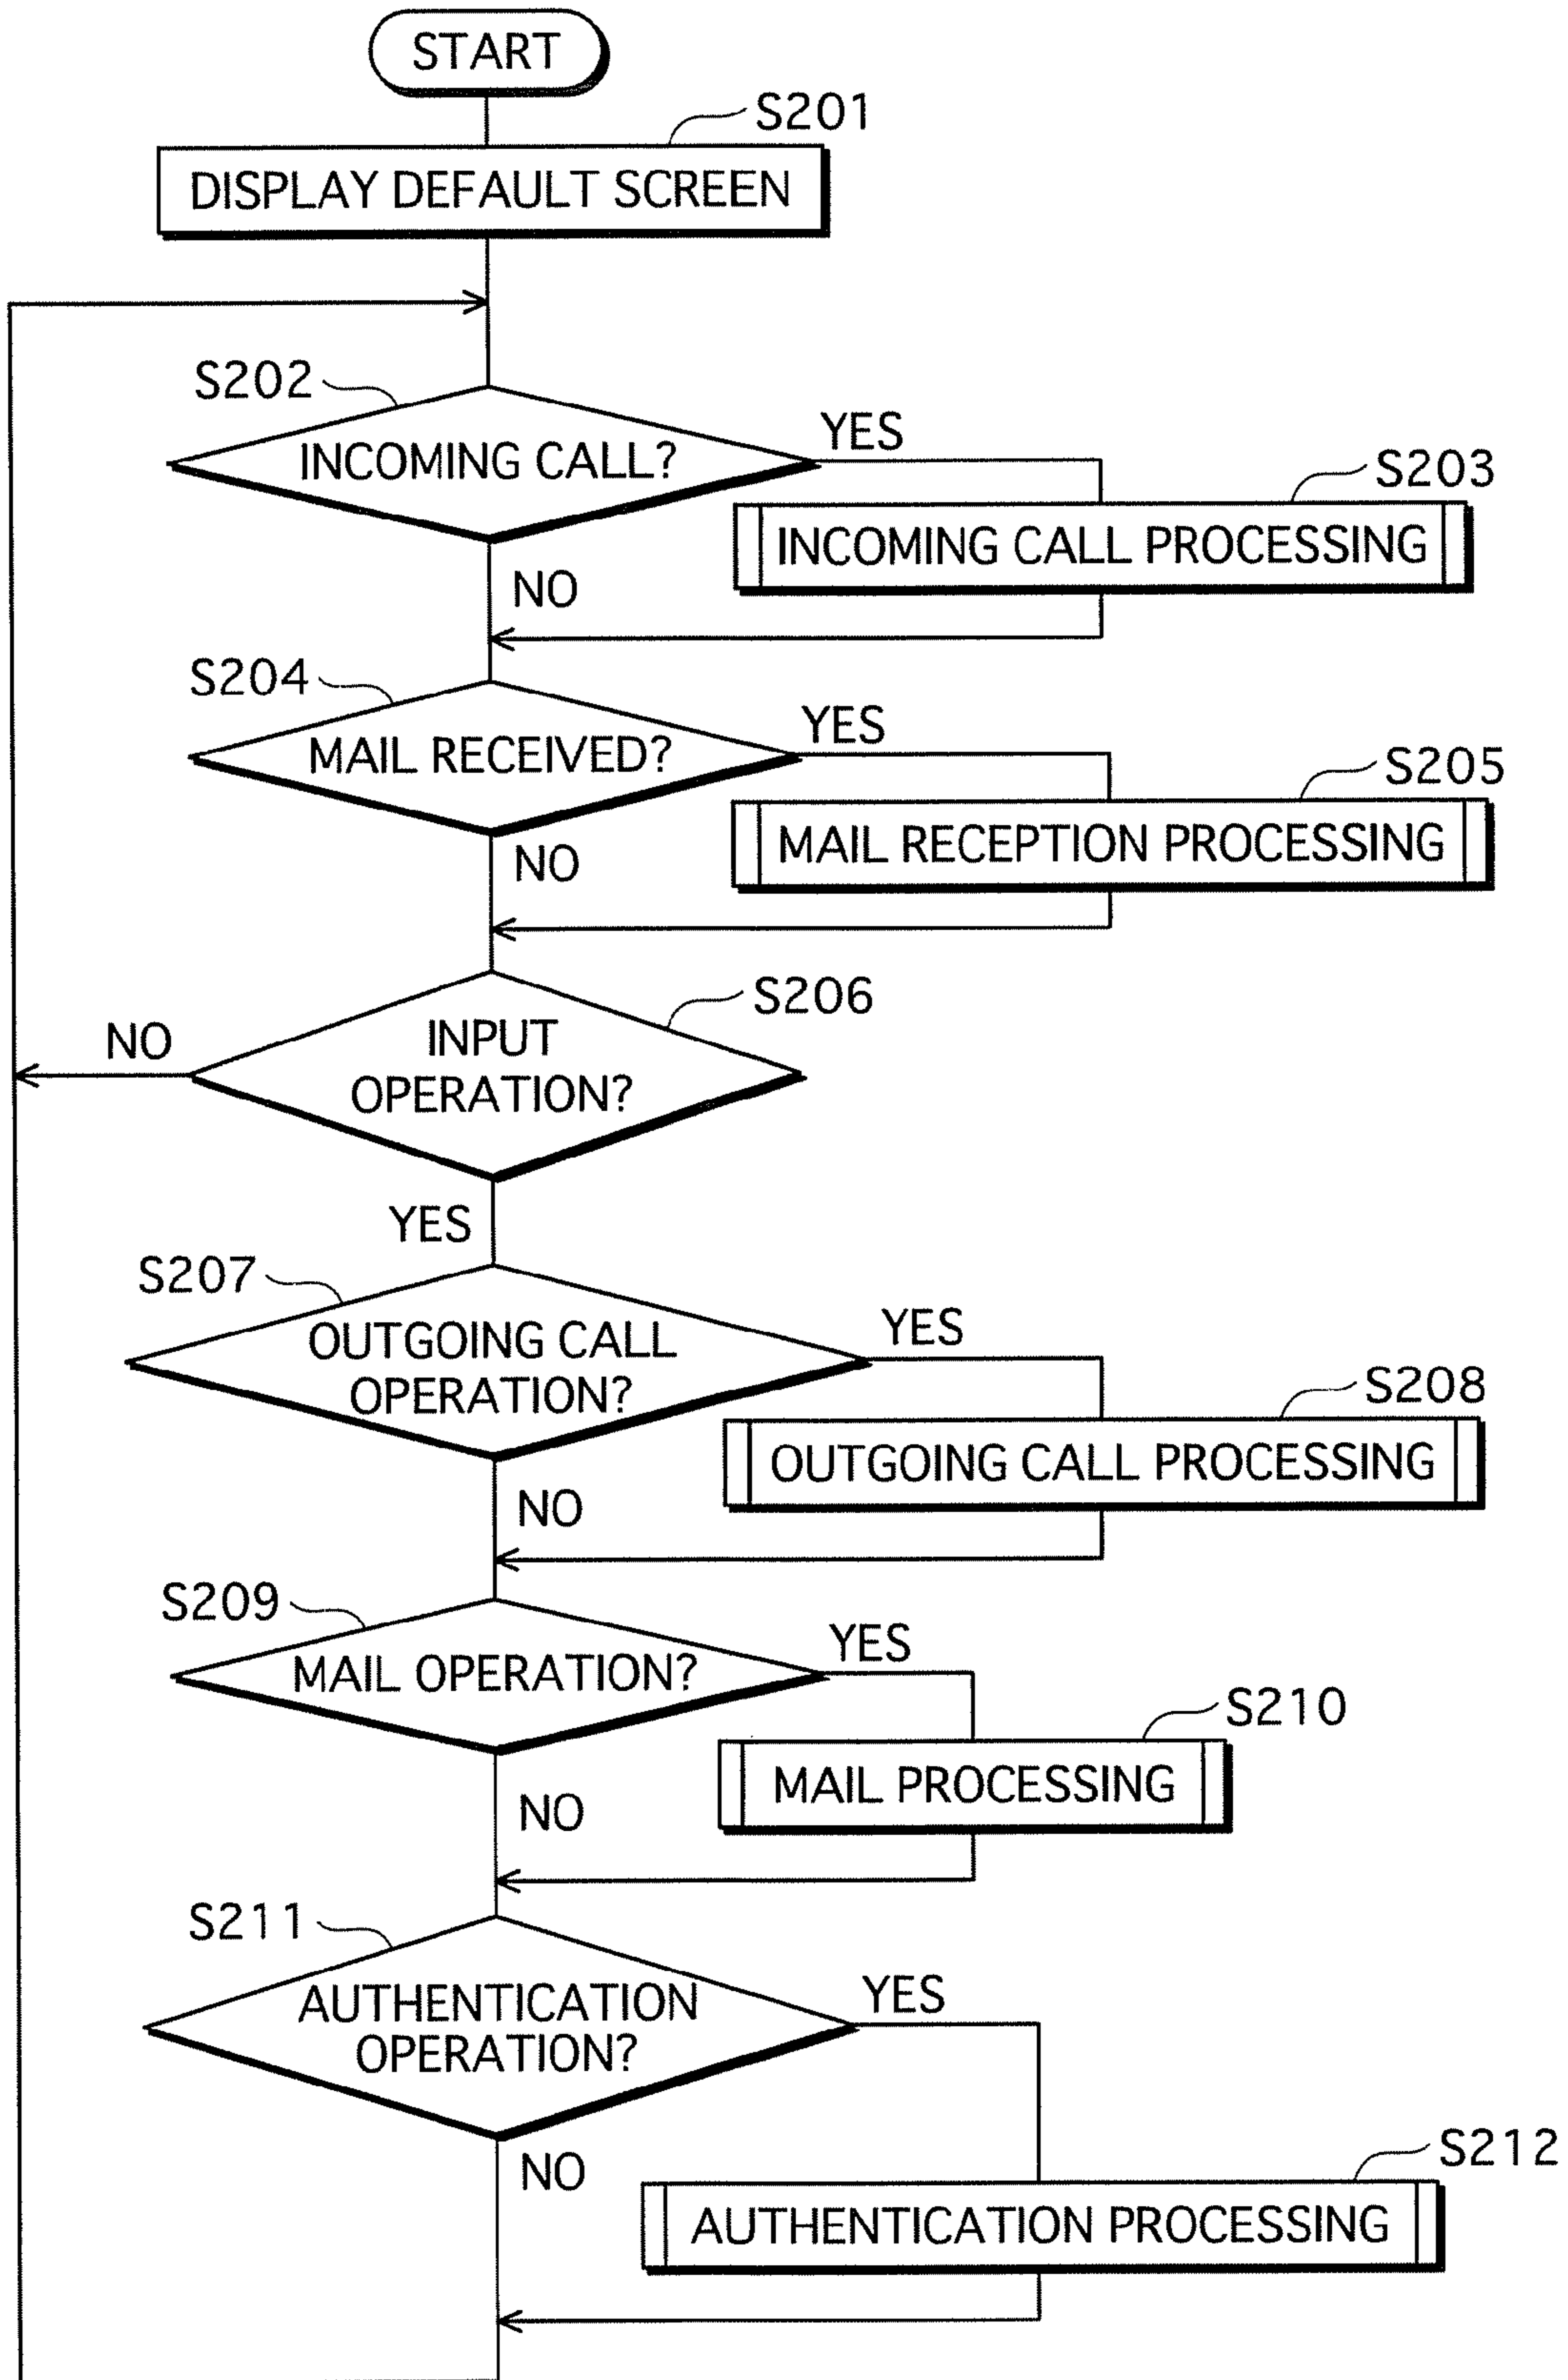 START
S201
DISPLAY DEFAULT SCREEN
S202
INCOMING CALL?
YES
S203
INCOMING CALL PROCESSING
NO
S204
MAIL RECEIVED?
YES
S205
MAIL RECEPTION PROCESSING
NO
S206
INPUT
OPERATION?
NO
YES
S207
OUTGOING CALL
OPERATION?
YES
S208
OUTGOING CALL PROCESSING
NO
S209
MAIL OPERATION?
YES
S210
MAIL PROCESSING
NO
S211
AUTHENTICATION
OPERATION?
YES
S212
AUTHENTICATION PROCESSING
NO